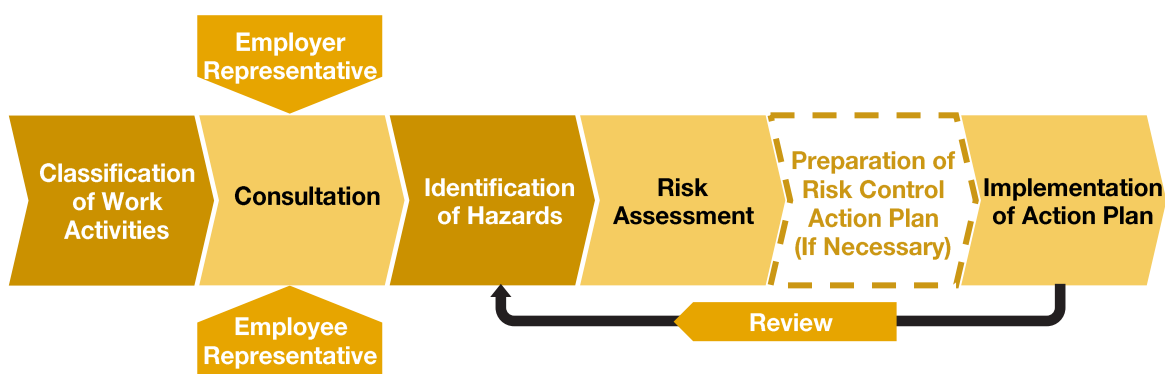 Employer
Representative
Classification
of Work
Activities
Consultation
Identification
of Hazards
Risk
Assessment
Preparation of
Risk Control
Action Plan
(If Necessary)
Implementation
of Action Plan
Employee
Representative
Review